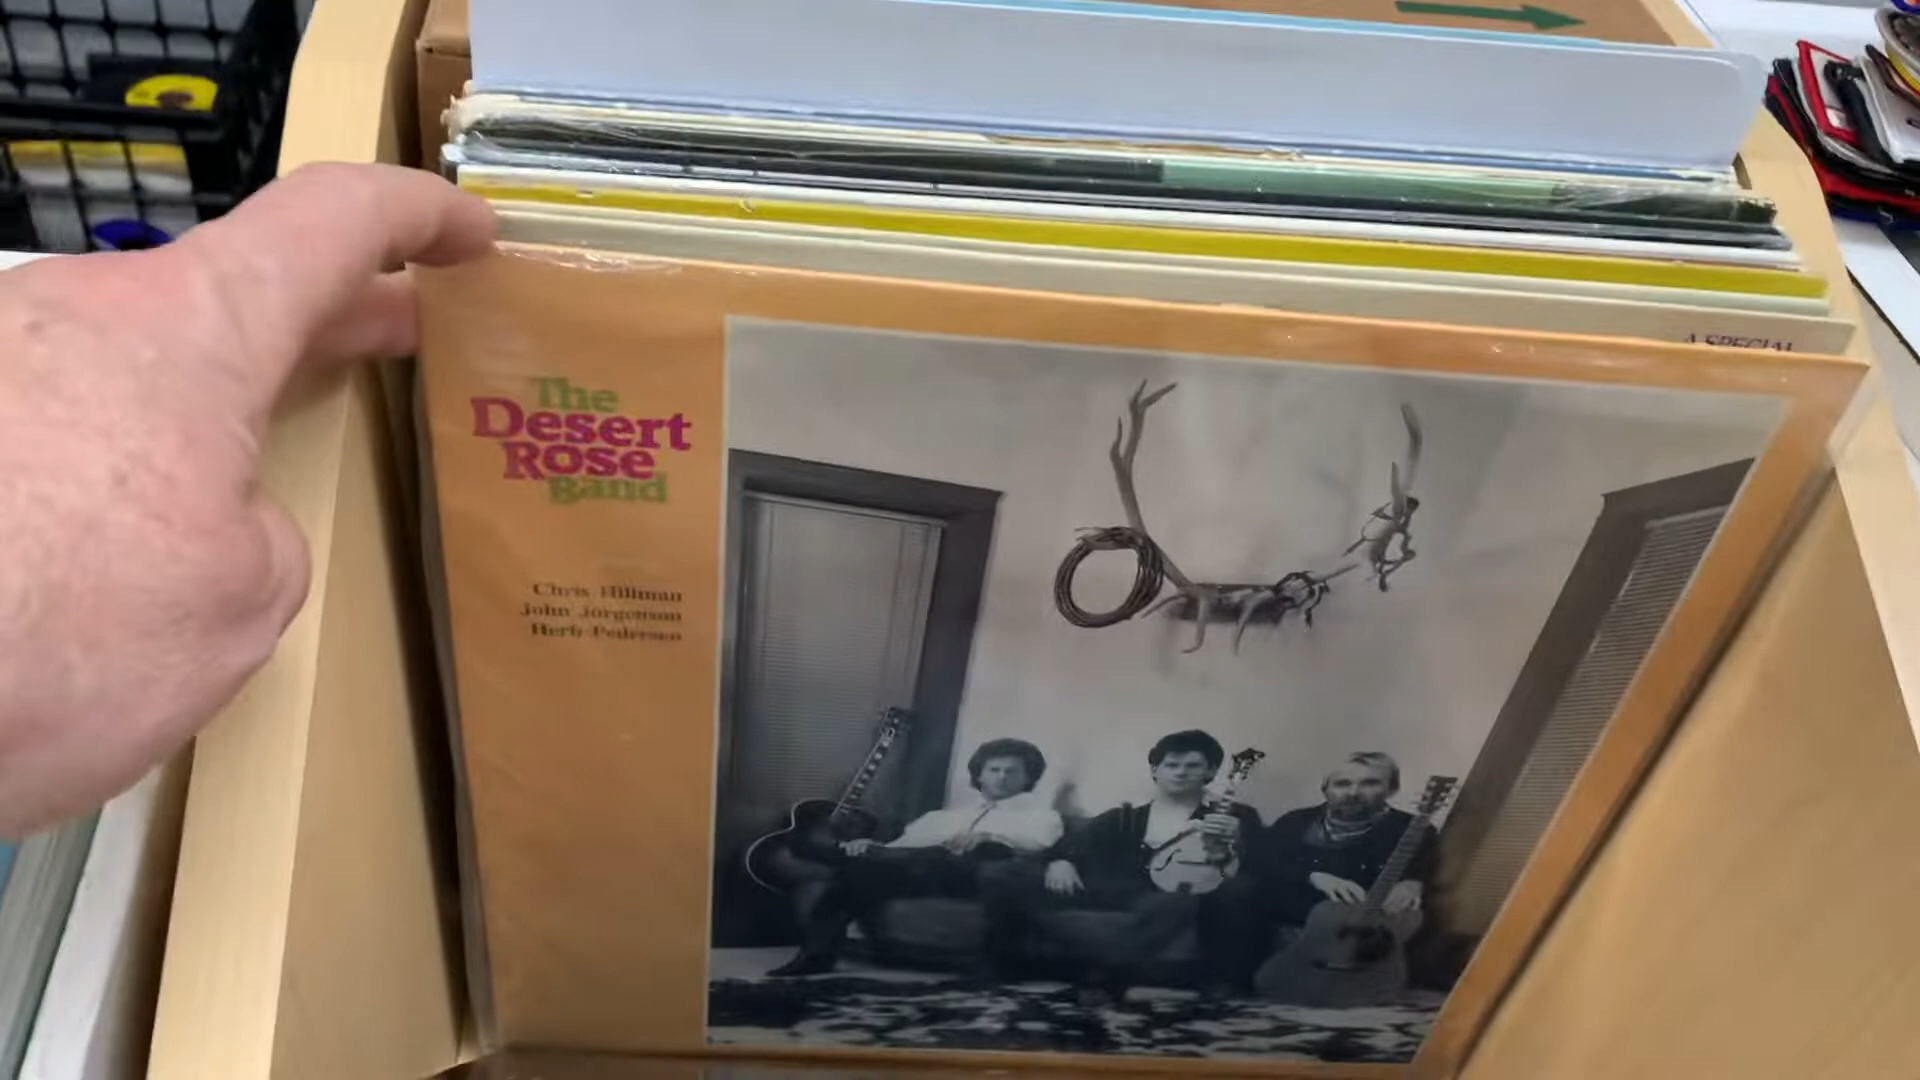 A SPECIAL
The
Desert
Rose
Band
Chris Hillman
John Jorgenson
Herb Pedersen